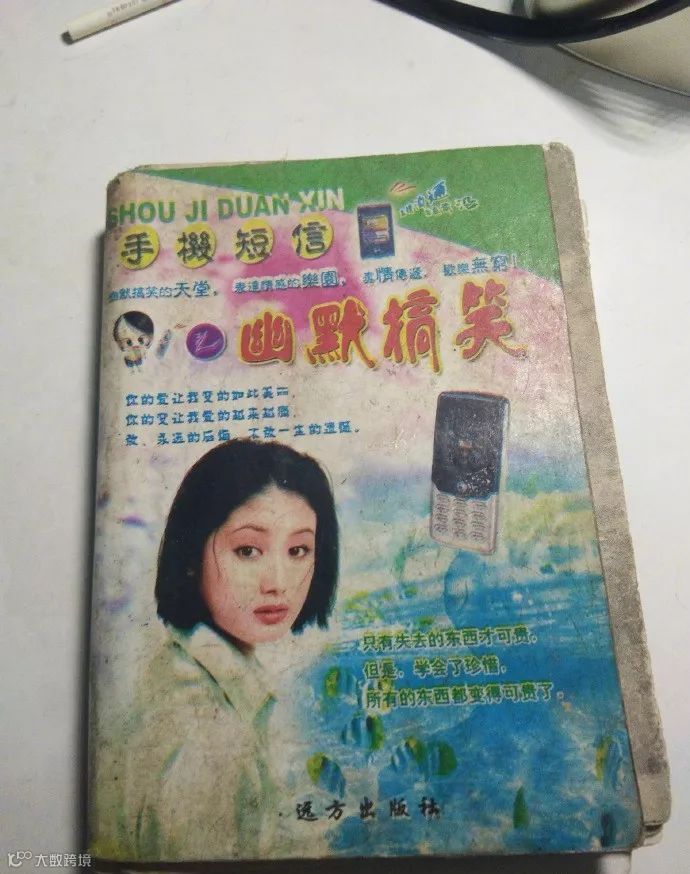 SHOU JI DUAN XIN
手機短信
幽默搞笑的天堂，表達情感的樂園，真情傳遞，歡樂無窮！
之
幽默搞笑
你的爱让我变的如此美丽，
你的变让我爱的越来越痛，
致、永远的后悔，不做一生的遗憾。
只有失去的东西才可贵，
但是，学会了珍惜，
所有的东西都变得可贵了。
远方出版社
大数跨境